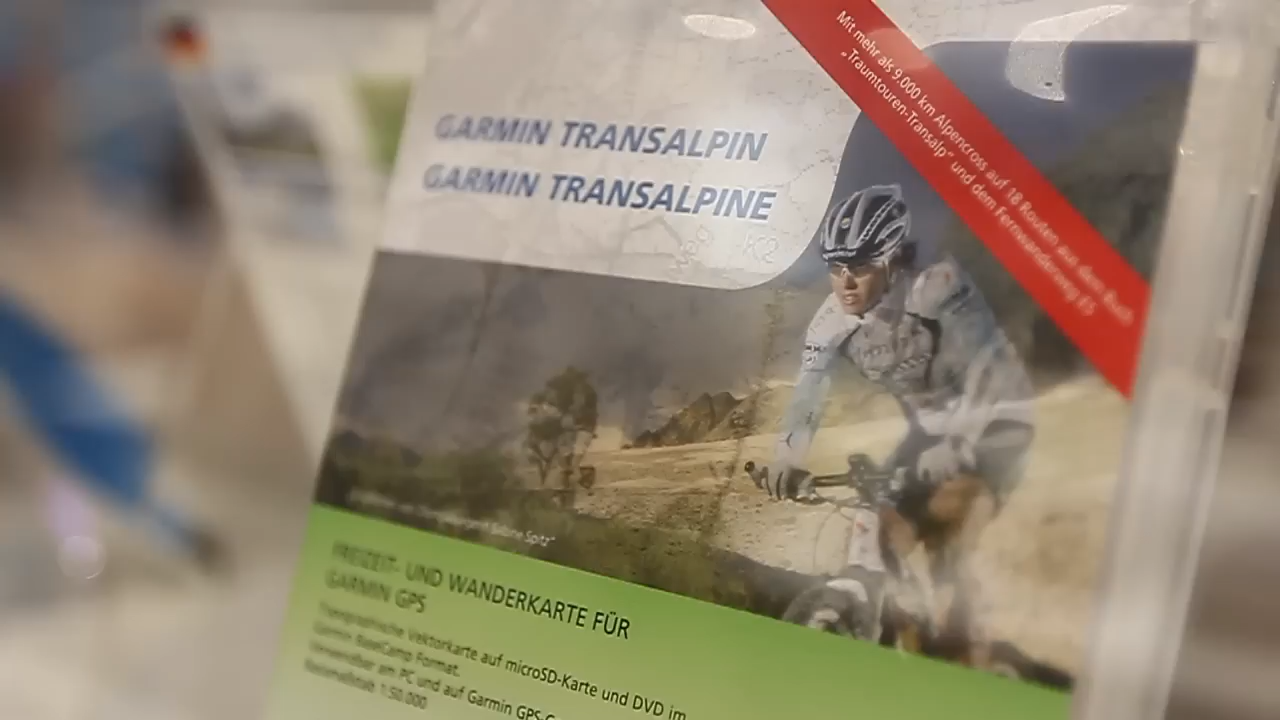 Mit mehr als 9.000 km Alpencross auf 18 Routen aus dem Buch
„Traumtouren-Transalp“ und dem Fernwanderweg E5
GARMIN TRANSALPIN
GARMIN TRANSALPINE
Spitz"
FREIZEIT- UND WANDERKARTE FÜR
GARMIN GPS
Topographische Vektorkarte auf microSD-Karte und DVD im
Garmin BaseCamp Format.
Verwendbar am PC und auf Garmin GPS-
Referenzmaßstab 1:50.000